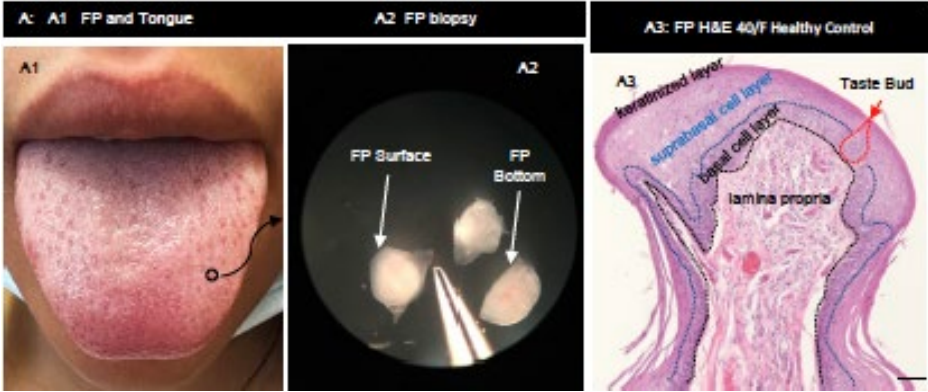 A: A1 FP and Tongue
A2 FP biopsy
A3: FP H&E 40/F Healthy Control
A1
A2
FP Surface
FP
Bottom
A3
keratinized layer
suprabasal cell layer
basal cell layer
lamina propria
Taste Bud